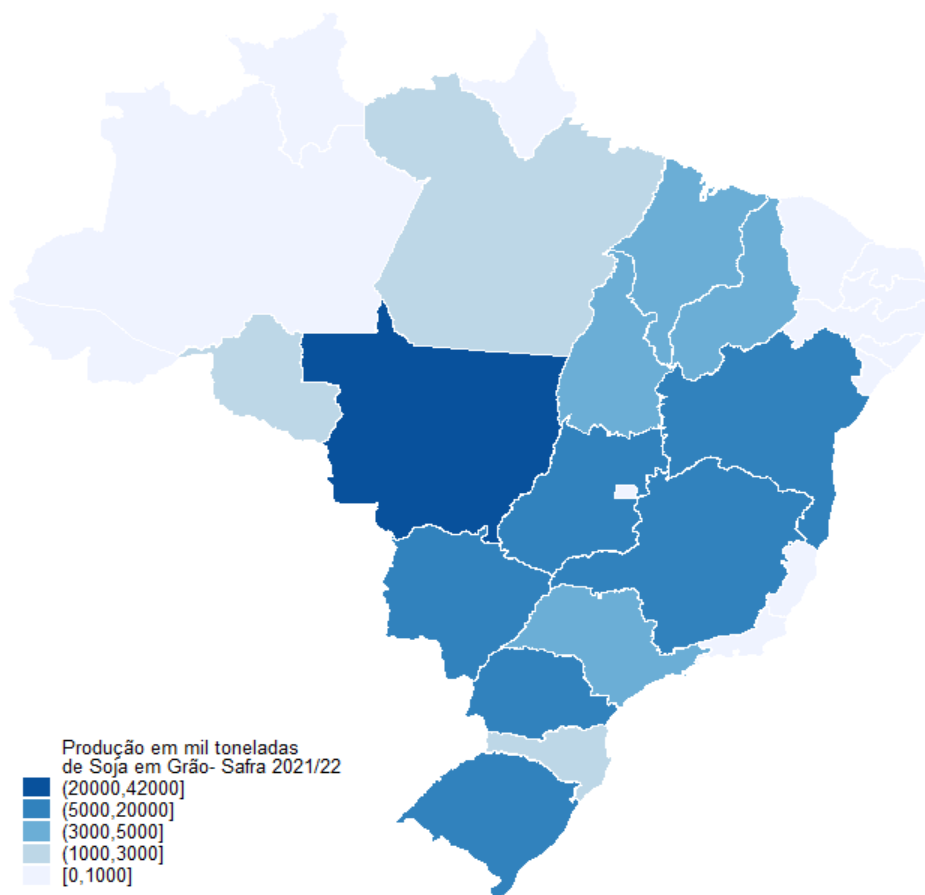 Produção em mil toneladas
de Soja em Grão- Safra 2021/22
(20000,42000]
(5000,20000]
(3000,5000]
(1000,3000]
[0,1000]